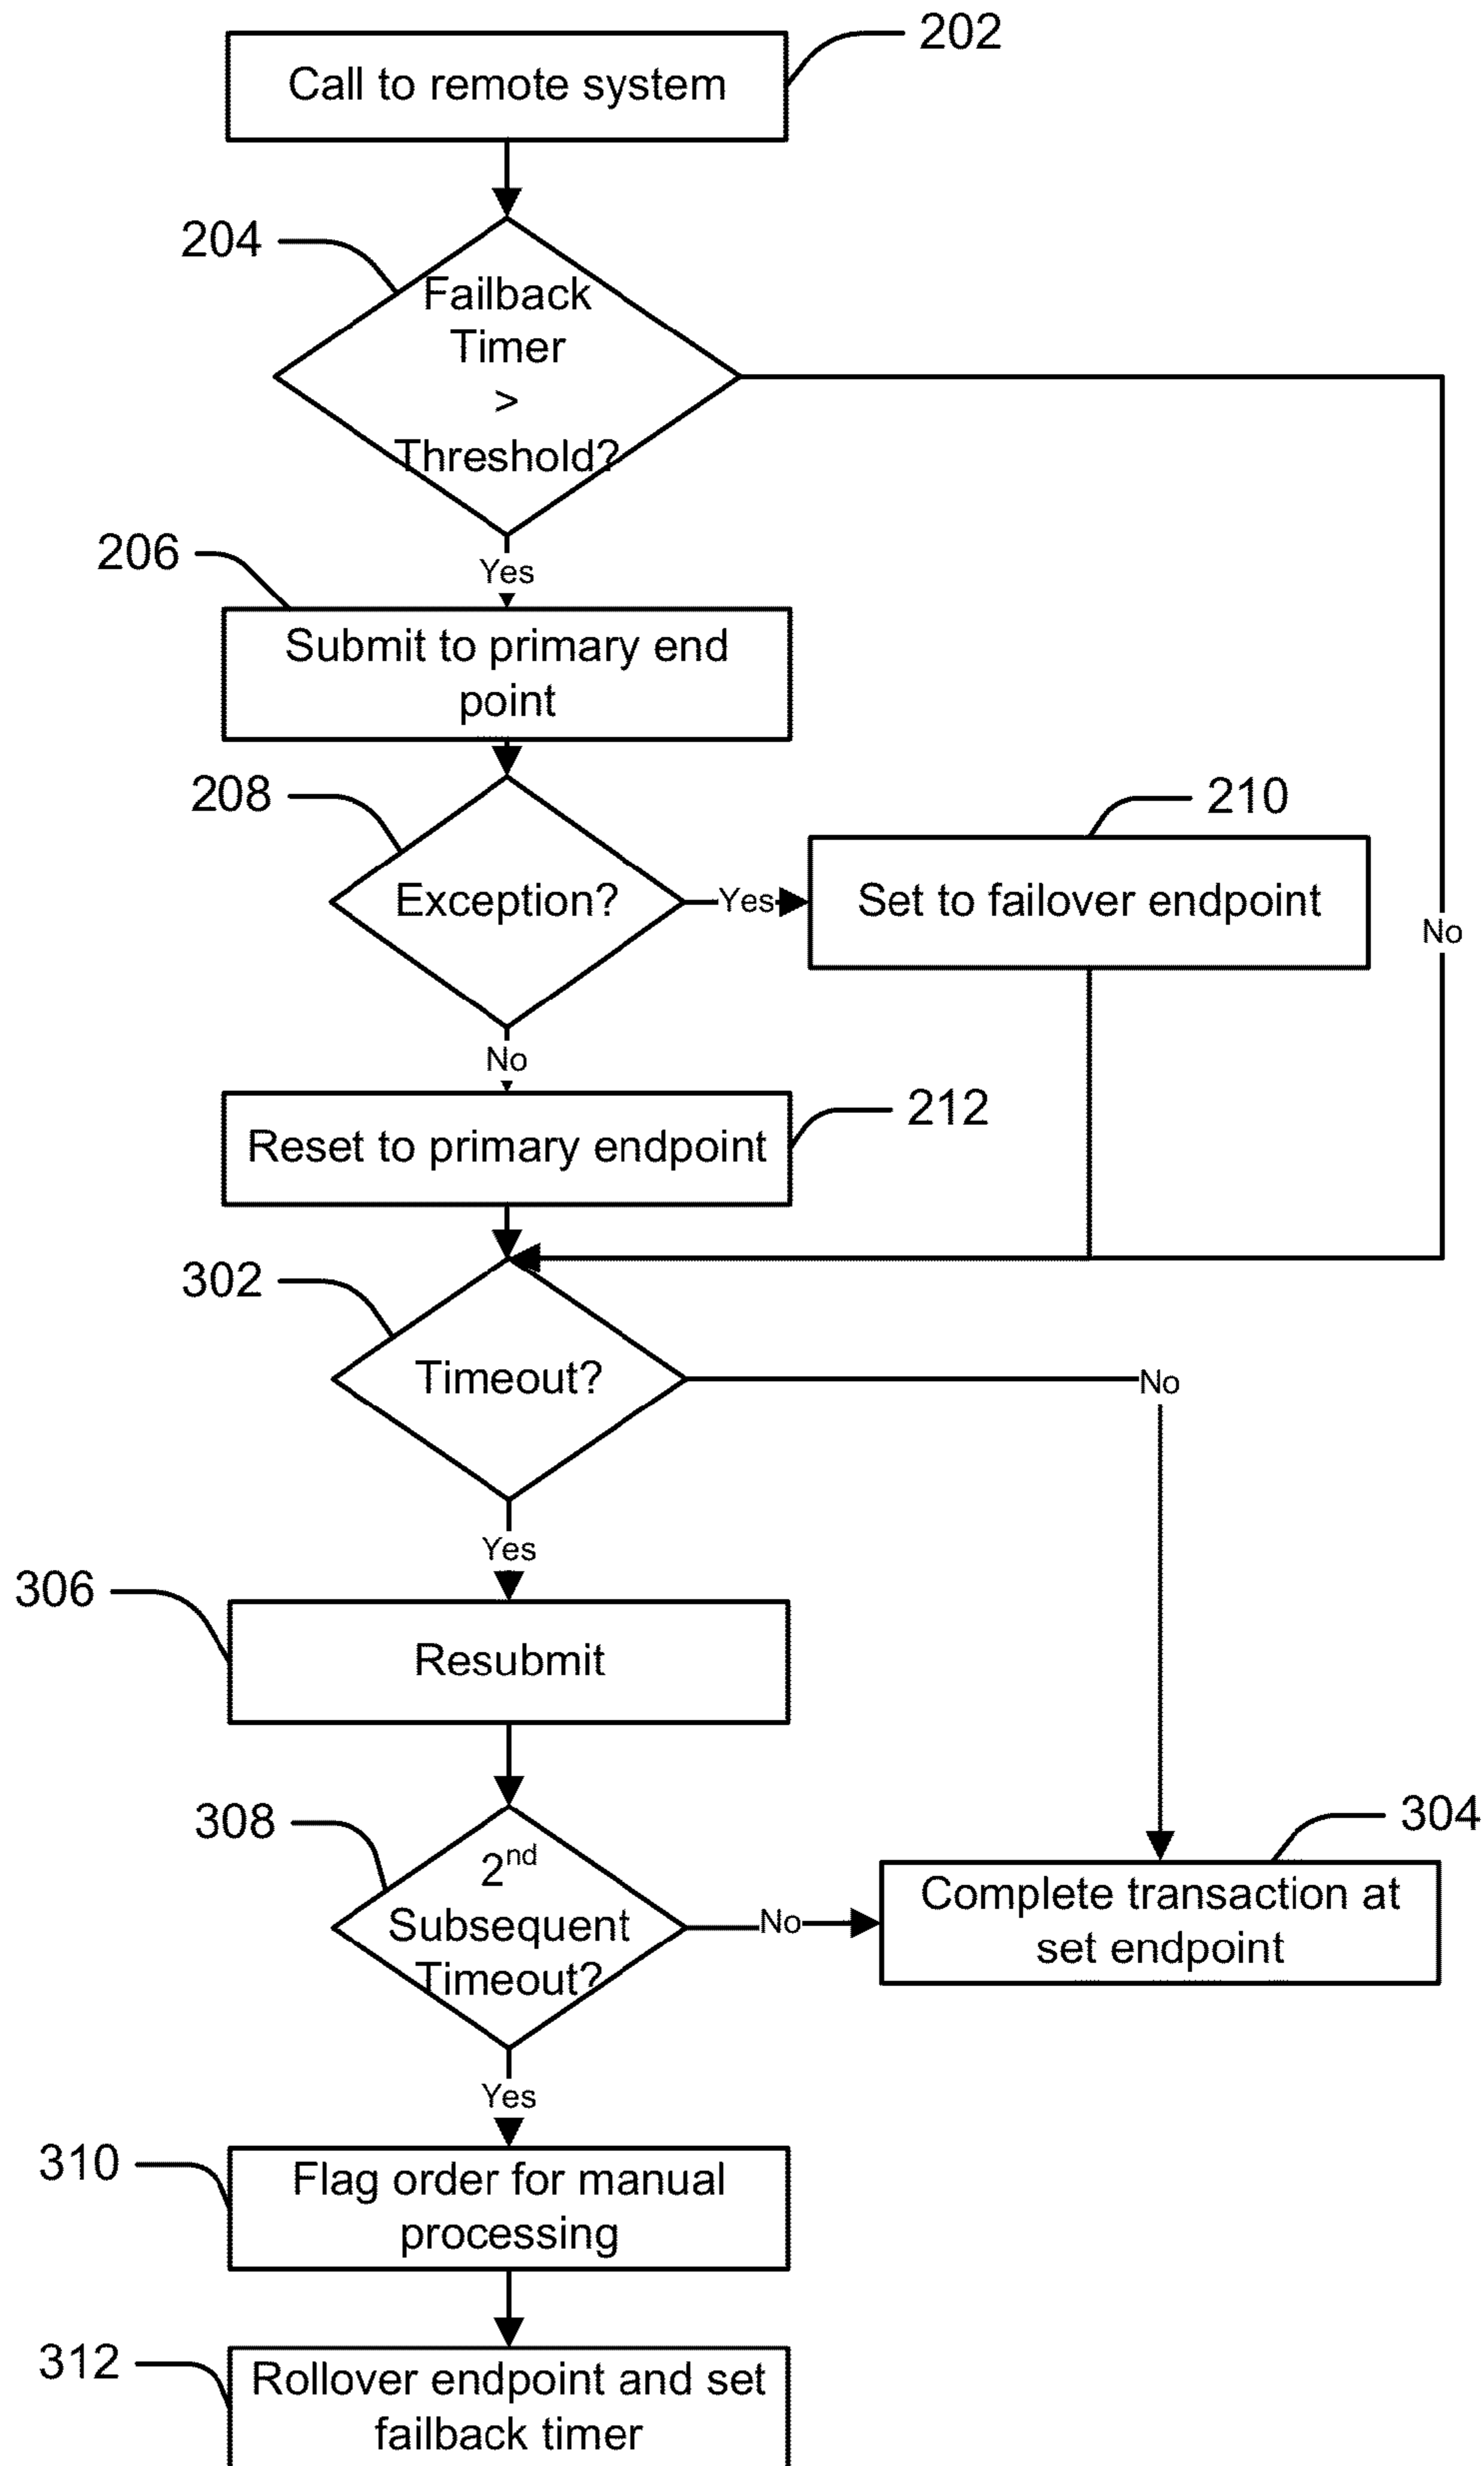 202
Call to remote system
204
Failback
Timer
>
Threshold?
206
Yes
Submit to primary end
point
208
210
Exception?
Yes
Set to failover endpoint
No
No
212
Reset to primary endpoint
302
Timeout?
No
Yes
306
Resubmit
308
304
2nd
Subsequent
Timeout?
No
Complete transaction at
set endpoint
Yes
310
Flag order for manual
processing
312
Rollover endpoint and set
failback timer